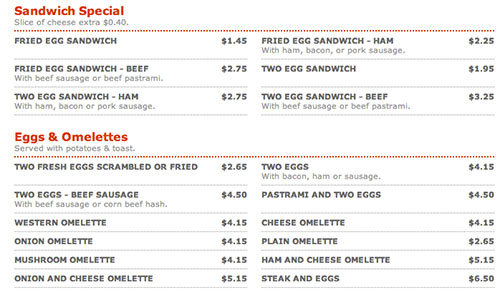 Sandwich Special
Slice of cheese extra $0.40.
FRIED EGG SANDWICH $1.45
FRIED EGG SANDWICH - HAM $2.25
With ham, bacon, or pork sausage.
FRIED EGG SANDWICH - BEEF $2.75
With beef sausage or beef pastrami.
TWO EGG SANDWICH $1.95
TWO EGG SANDWICH - HAM $2.75
With ham, bacon or pork sausage.
TWO EGG SANDWICH - BEEF $3.25
With beef sausage or beef pastrami.
Eggs & Omelettes
Served with potatoes & toast.
TWO FRESH EGGS SCRAMBLED OR FRIED $2.65
TWO EGGS $4.15
With bacon, ham or sausage.
TWO EGGS - BEEF SAUSAGE $4.50
With beef sausage or corn beef hash.
PASTRAMI AND TWO EGGS $4.50
WESTERN OMELETTE $4.15
CHEESE OMELETTE $4.15
ONION OMELETTE $4.15
PLAIN OMELETTE $2.65
MUSHROOM OMELETTE $4.15
HAM AND CHEESE OMELETTE $5.15
ONION AND CHEESE OMELETTE $5.15
STEAK AND EGGS $6.50